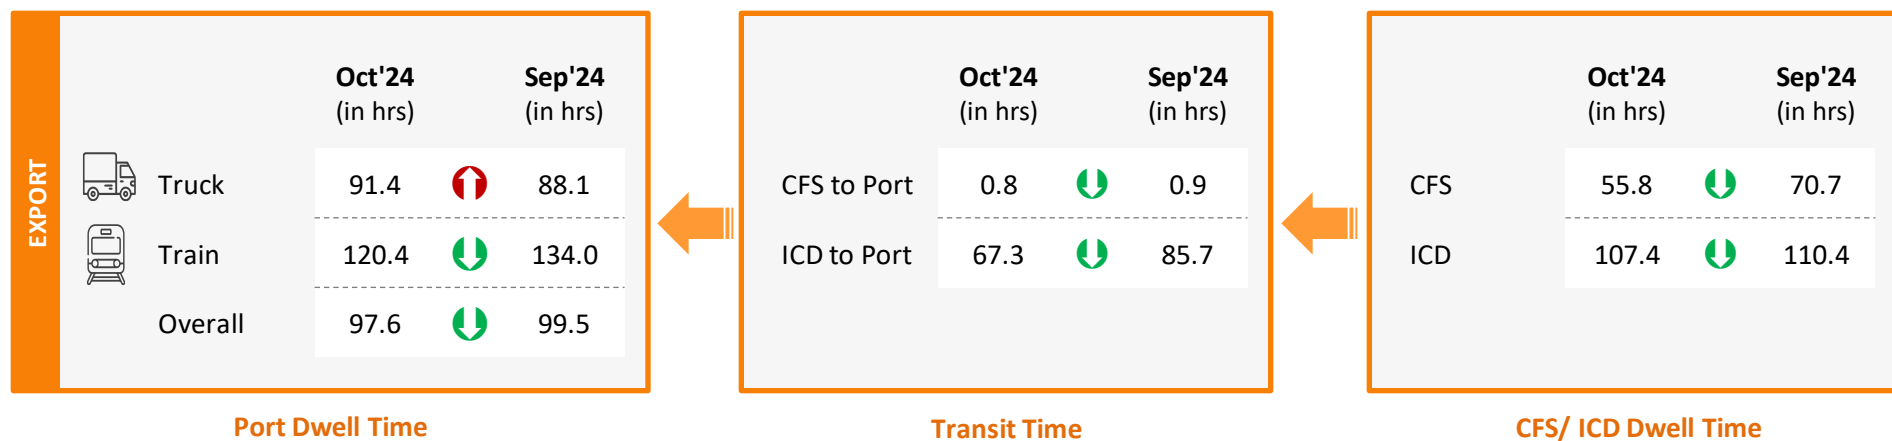 EXPORT
Oct'24 Sep'24
(in hrs) (in hrs)
Truck 91.4 88.1
Train 120.4 134.0
Overall 97.6 99.5
Port Dwell Time
Oct'24 Sep'24
(in hrs) (in hrs)
CFS to Port 0.8 0.9
ICD to Port 67.3 85.7
Transit Time
Oct'24 Sep'24
(in hrs) (in hrs)
CFS 55.8 70.7
ICD 107.4 110.4
CFS/ ICD Dwell Time